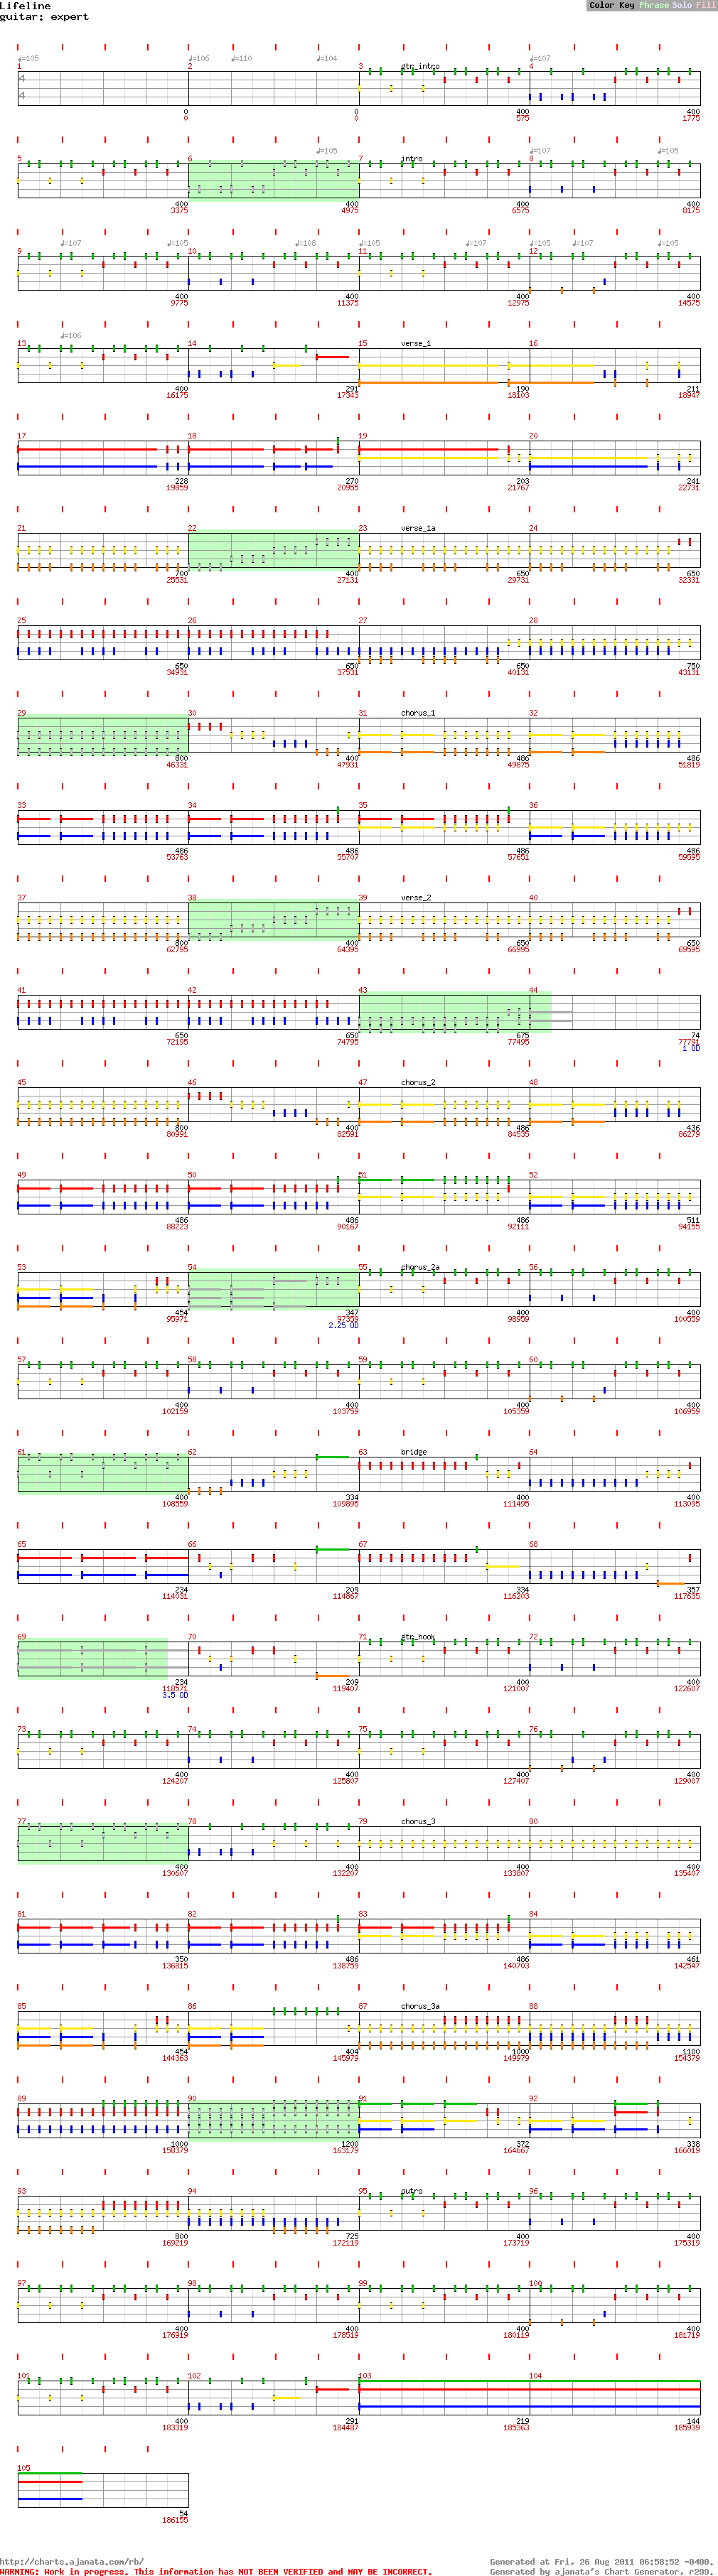 Lifeline
guitar: expert
Color Key Phrase Solo Fill
♩=105 ♩=106 ♩=110 ♩=104 ♩=107
1 2 3 gtr_intro 4
4
4
0 0 400 400
0 0 575 1775
♩=105 ♩=107 ♩=105
5 6 7 intro 8
400 400 400 400
3375 4975 6575 8175
♩=107 ♩=105 ♩=108 ♩=105 ♩=107 ♩=105 ♩=107 ♩=105
9 10 11 12
400 400 400 400
9775 11375 12975 14575
♩=106
13 14 15 verse_1 16
400 291 190 211
16175 17343 18103 18947
17 18 19 20
228 270 203 241
19859 20955 21767 22731
21 22 23 verse_1a 24
700 400 650 650
25531 27131 29731 32331
25 26 27 28
650 650 650 750
34931 37531 40131 43131
29 30 31 chorus_1 32
800 400 486 486
46331 47931 49875 51819
33 34 35 36
486 486 486 486
53763 55707 57651 59595
37 38 39 verse_2 40
800 400 650 650
62795 64395 66995 69595
41 42 43 44
650 650 675 74
72195 74795 77495 77791
1 OD
45 46 47 chorus_2 48
800 400 486 436
80991 82591 84535 86279
49 50 51 52
486 486 486 511
88223 90167 92111 94155
53 54 55 chorus_2a 56
454 347 400 400
95971 97359 98959 100559
2.25 OD
57 58 59 60
400 400 400 400
102159 103759 105359 106959
61 62 63 bridge 64
400 334 400 400
108559 109895 111495 113095
65 66 67 68
234 209 334 357
114031 114867 116203 117635
69 70 71 gtr_hook 72
234 209 400 400
118571 119407 121007 122607
3.5 OD
73 74 75 76
400 400 400 400
124207 125807 127407 129007
77 78 79 chorus_3 80
400 400 400 400
130607 132207 133807 135407
81 82 83 84
350 486 486 461
136815 138759 140703 142547
85 86 87 chorus_3a 88
454 404 1000 1100
144363 145979 149979 154379
89 90 91 92
1000 1200 372 338
158379 163179 164667 166019
93 94 95 outro 96
800 725 400 400
169219 172119 173719 175319
97 98 99 100
400 400 400 400
176919 178519 180119 181719
101 102 103 104
400 291 219 144
183319 184487 185363 185939
105
54
186155
http://charts.ajanata.com/rb/ Generated at Fri, 26 Aug 2011 06:58:52 -0400.
WARNING: Work in progress. This information has NOT BEEN VERIFIED and MAY BE INCORRECT. Generated by ajanata's Chart Generator, r299.